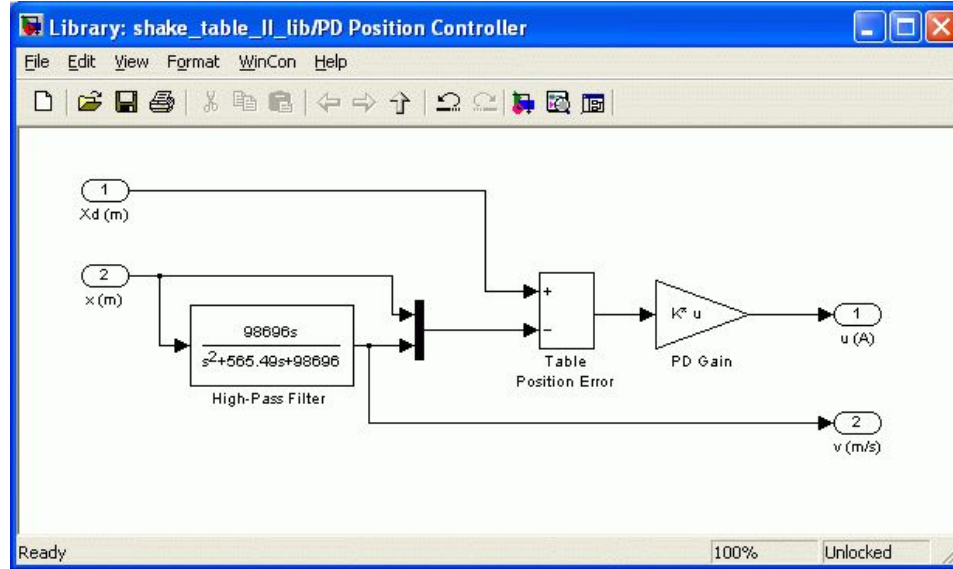 Library: shake_table_II_lib/PD Position Controller
File Edit View Format WinCon Help
1
Xd (m)
2
x (m)
98696s
s²+565.49s+98696
High-Pass Filter
+
−
Table
Position Error
K* u
PD Gain
1
u (A)
2
v (m/s)
Ready 100% Unlocked